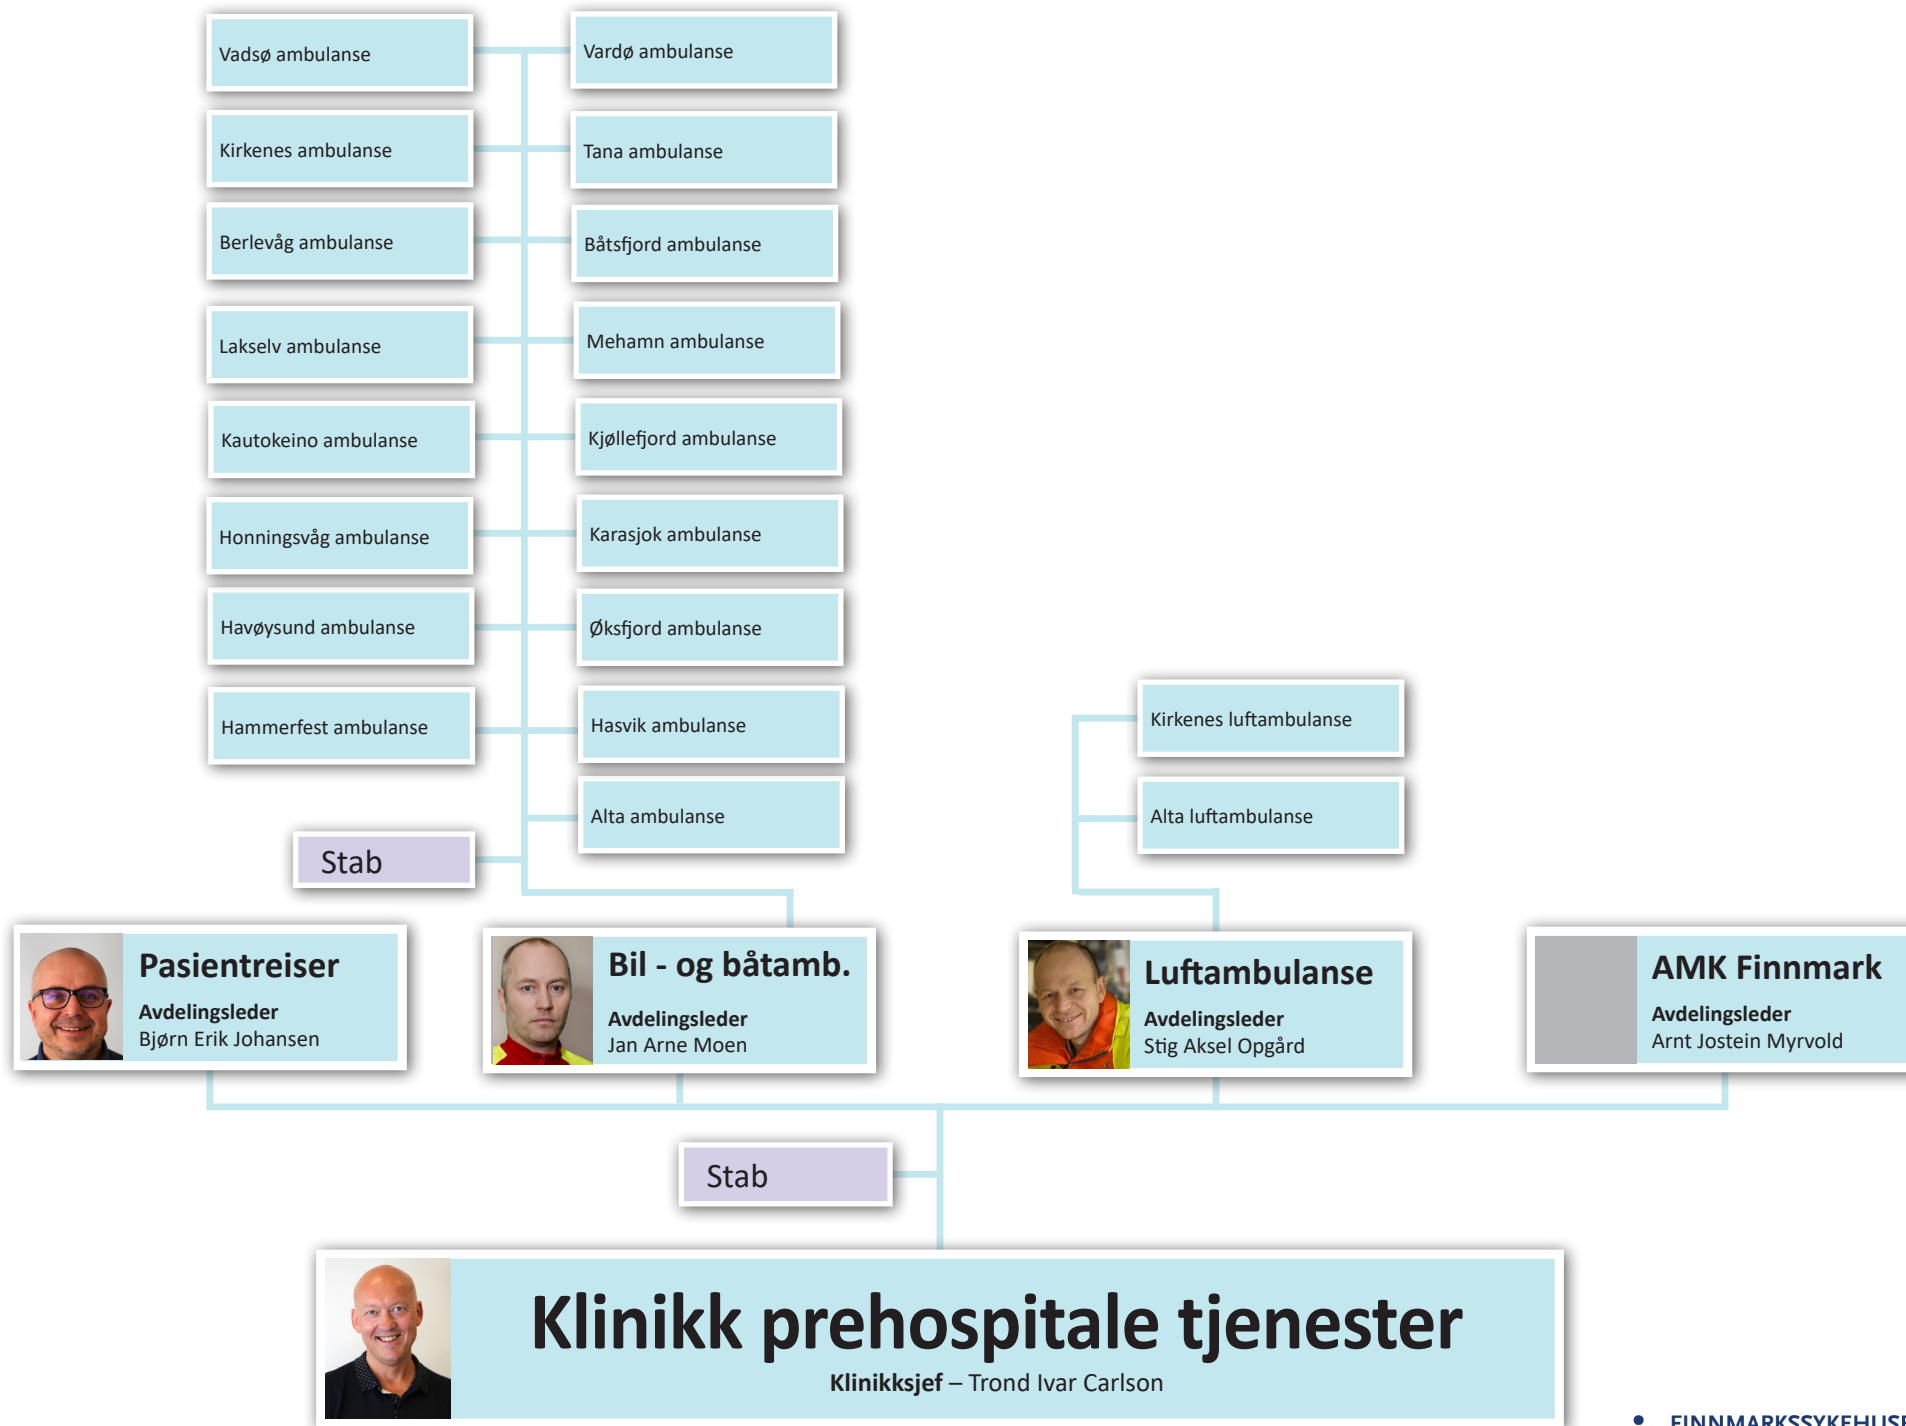 Vadsø ambulanse
Vardø ambulanse
Kirkenes ambulanse
Tana ambulanse
Berlevåg ambulanse
Båtsfjord ambulanse
Lakselv ambulanse
Mehamn ambulanse
Kautokeino ambulanse
Kjøllefjord ambulanse
Honningsvåg ambulanse
Karasjok ambulanse
Havøysund ambulanse
Øksfjord ambulanse
Hammerfest ambulanse
Hasvik ambulanse
Kirkenes luftambulanse
Alta ambulanse
Alta luftambulanse
Stab
Pasientreiser
Avdelingsleder
Bjørn Erik Johansen
Bil - og båtamb.
Avdelingsleder
Jan Arne Moen
Luftambulanse
Avdelingsleder
Stig Aksel Opgård
AMK Finnmark
Avdelingsleder
Arnt Jostein Myrvold
Stab
Klinikk prehospitale tjenester
Klinikksjef – Trond Ivar Carlson